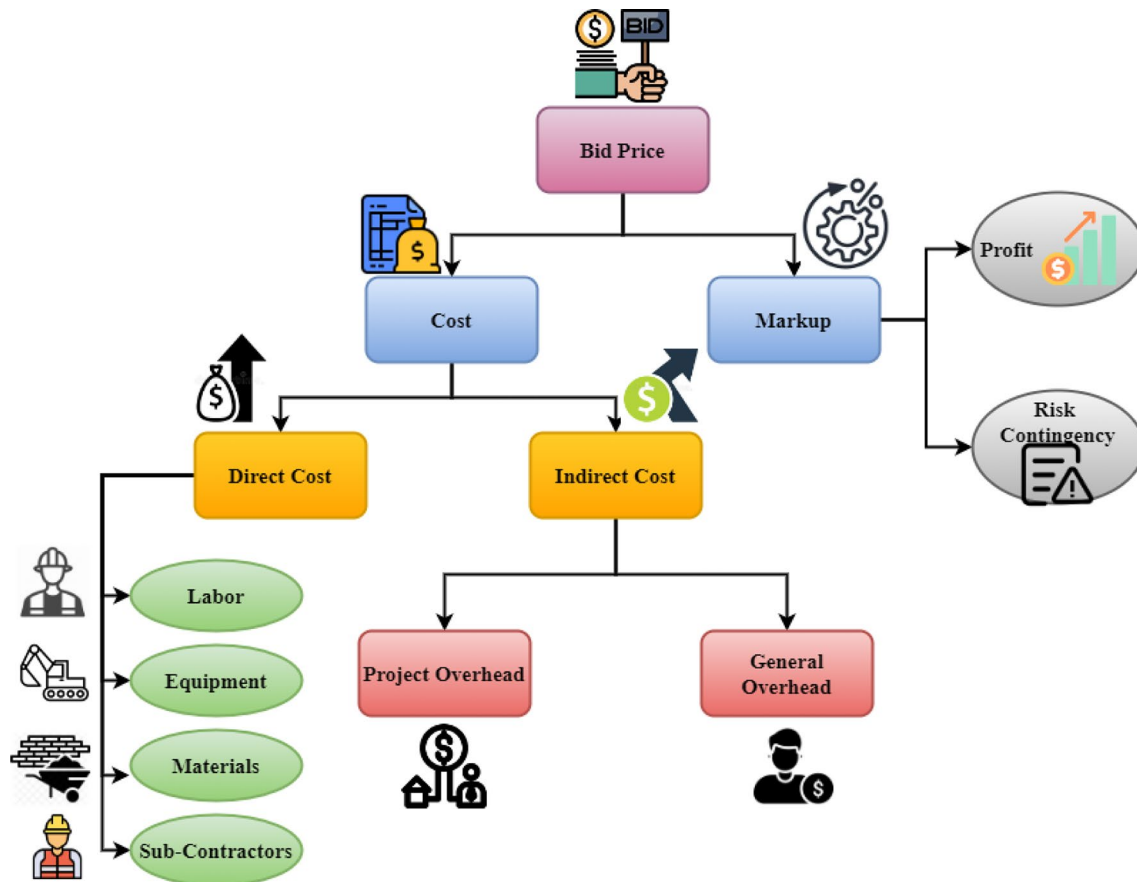 BID
Bid Price
Cost
Markup
Profit
Risk
Contingency
Direct Cost
Indirect Cost
Labor
Equipment
Materials
Sub-Contractors
Project Overhead
General
Overhead